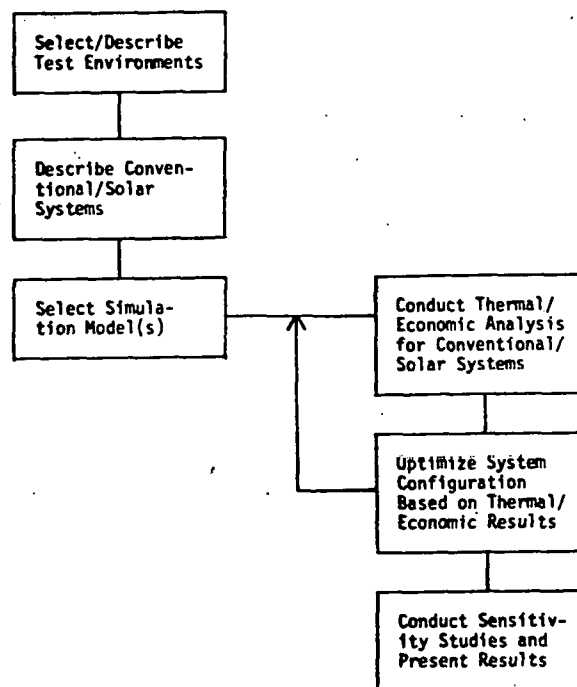 Select/Describe
Test Environments
Describe Conven-
tional/Solar
Systems
Select Simula-
tion Model(s)
Conduct Thermal/
Economic Analysis
for Conventional/
Solar Systems
Optimize System
Configuration
Based on Thermal/
Economic Results
Conduct Sensitiv-
ity Studies and
Present Results